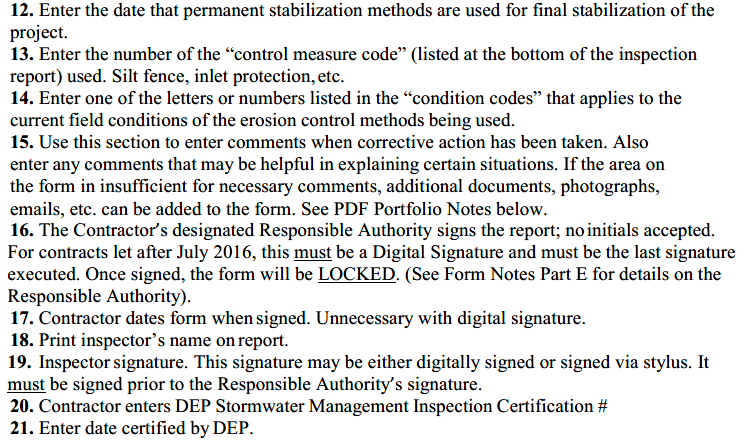 12. Enter the date that permanent stabilization methods are used for final stabilization of the
project.
13. Enter the number of the “control measure code” (listed at the bottom of the inspection
report) used. Silt fence, inlet protection, etc.
14. Enter one of the letters or numbers listed in the “condition codes” that applies to the
current field conditions of the erosion control methods being used.
15. Use this section to enter comments when corrective action has been taken. Also
enter any comments that may be helpful in explaining certain situations. If the area on
the form in insufficient for necessary comments, additional documents, photographs,
emails, etc. can be added to the form. See PDF Portfolio Notes below.
16. The Contractor's designated Responsible Authority signs the report; no initials accepted.
For contracts let after July 2016, this must be a Digital Signature and must be the last signature
executed. Once signed, the form will be LOCKED. (See Form Notes Part E for details on the
Responsible Authority).
17. Contractor dates form when signed. Unnecessary with digital signature.
18. Print inspector’s name on report.
19. Inspector signature. This signature may be either digitally signed or signed via stylus. It
must be signed prior to the Responsible Authority's signature.
20. Contractor enters DEP Stormwater Management Inspection Certification #
21. Enter date certified by DEP.